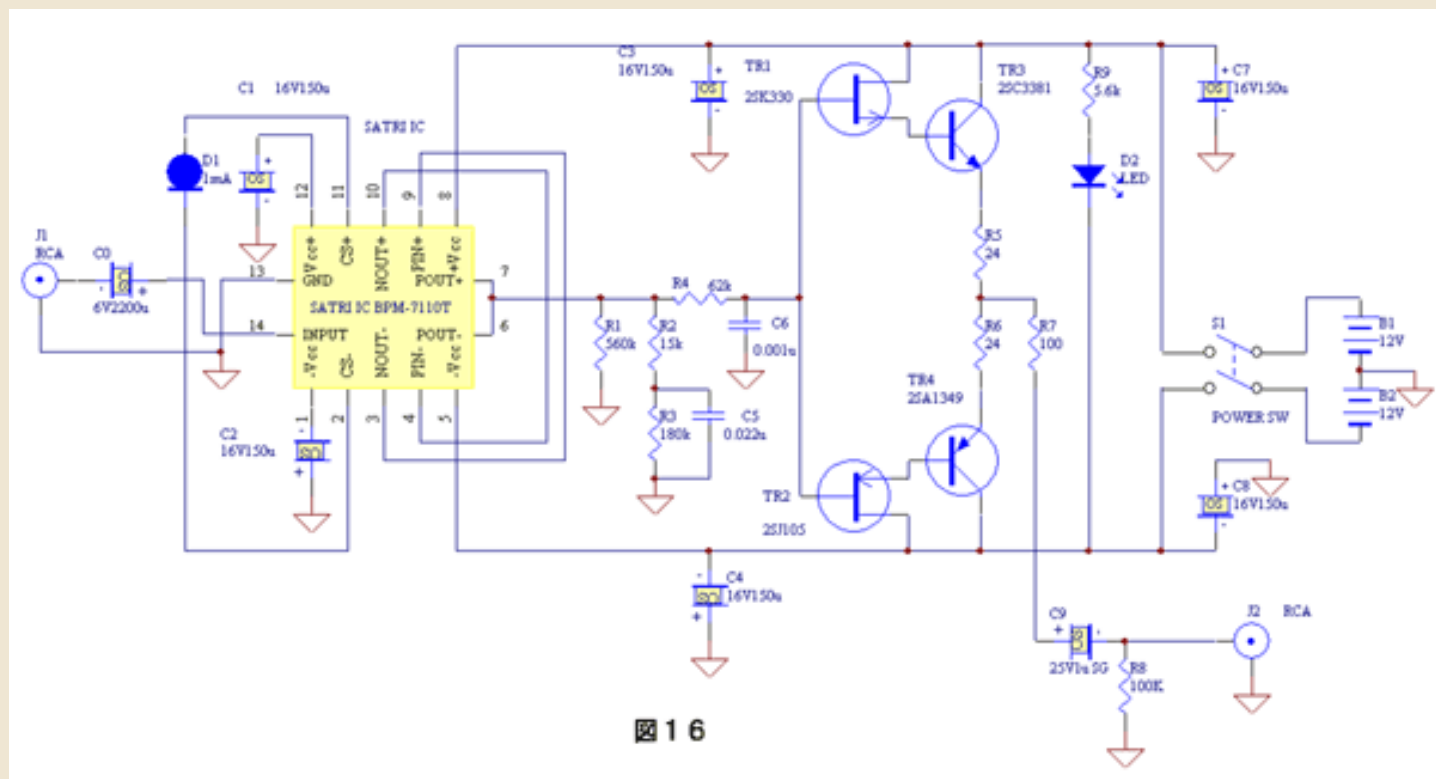 C1 16V150u
C3
16V150u
TR1
2SK330
TR3
2SC3381
R9
5.6k
+ C7
16V150u
-
SATRI IC
D1
1mA
D2
LED
J1
RCA
C0
6V2200u
- +
12 11 10 9 8
+Vcc CS+ NOUT+ PIN+ +Vcc
13 GND POUT+ 7
SATRI IC BPM-7110T
14 INPUT POUT- 6
-Vcc CS- NOUT- PIN- -Vcc
1 2 3 4 5
C2
16V150u
R4 62k
R1
560k
R2
15k
C6
0.001u
R3
180k
C5
0.022u
R5
24
R6
24
R7
100
TR4
2SA1349
TR2
2SJ105
S1
POWER SW
B1
12V
B2
12V
+ C8
16V150u
-
- C4
16V150u
+
C9
+ -
25V1u SG
R8
100K
J2 RCA
図16